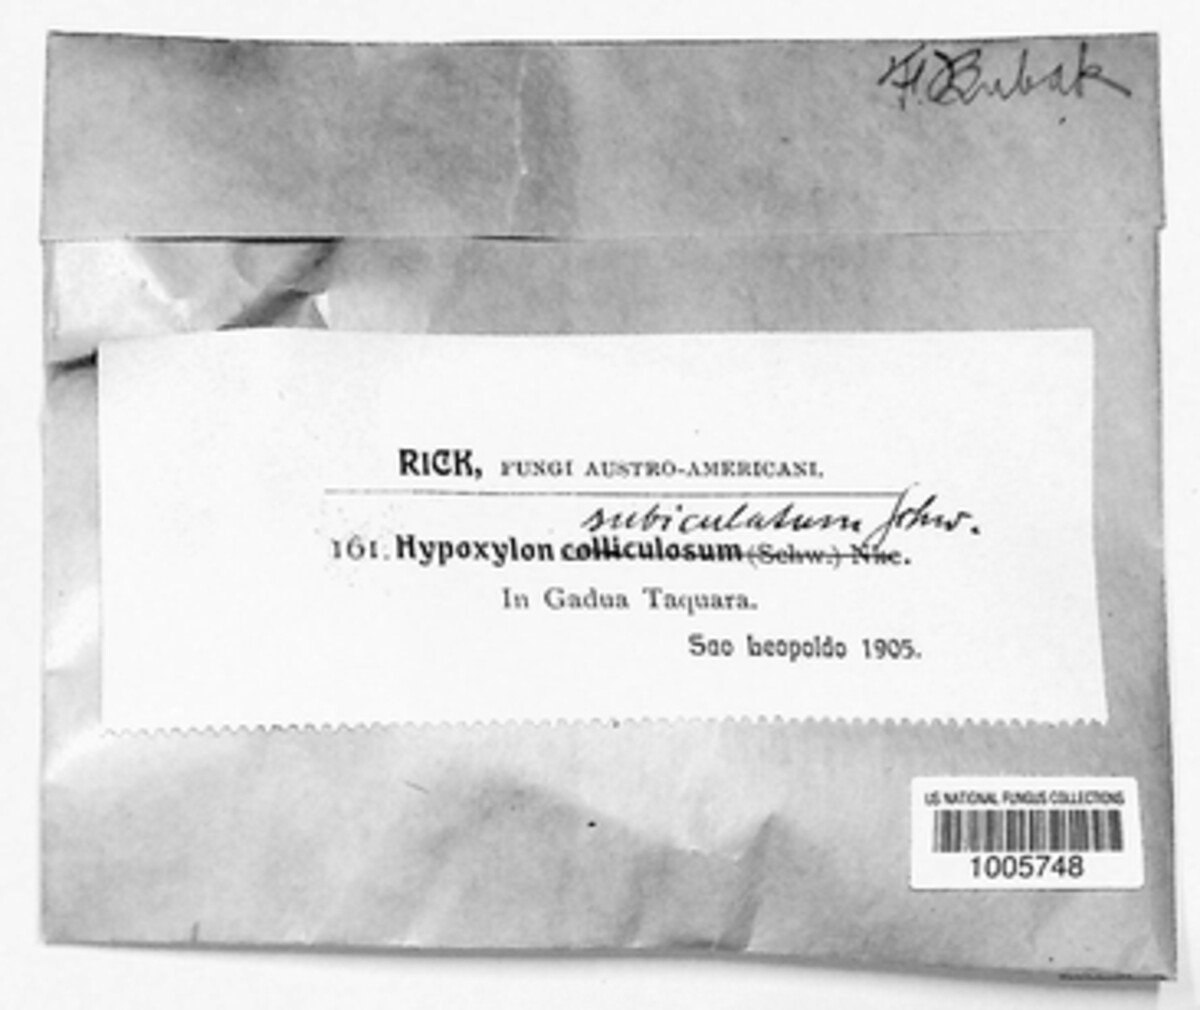 F. Bubak
RICK, FUNGI AUSTRO-AMERICANI.
subiculatum Schw.
161. Hypoxylon colliculosum (Schw.) Nke.
In Gadua Taquara.
Sao Leopoldo 1905.
US NATIONAL FUNGUS COLLECTIONS
1005748